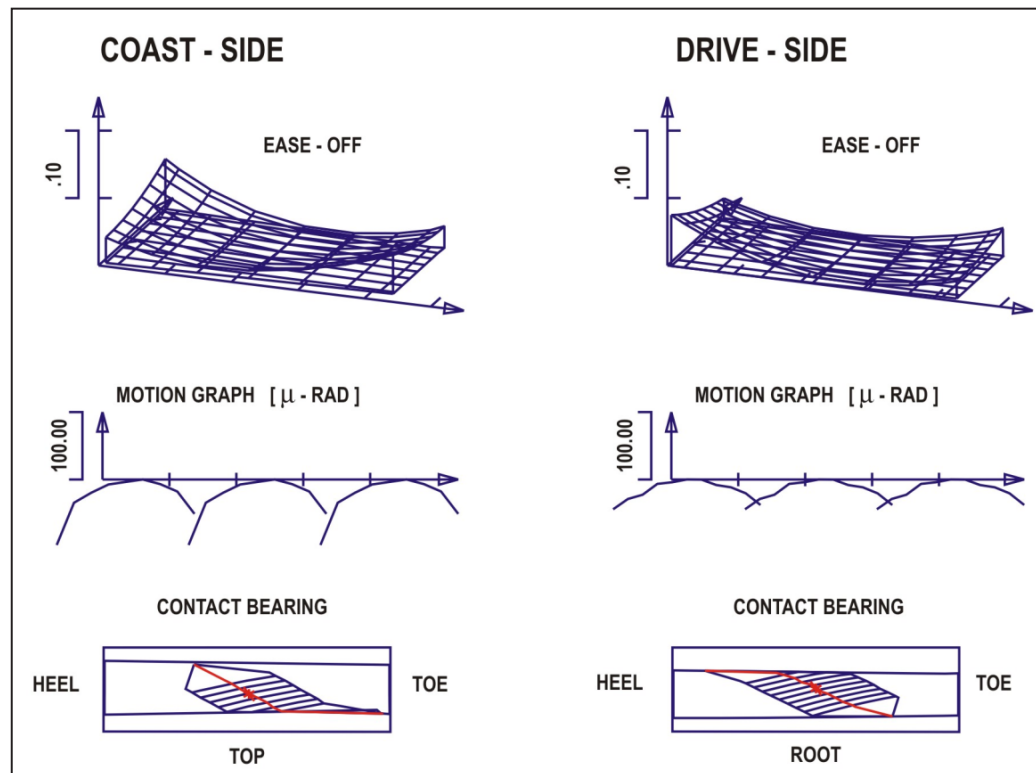 COAST - SIDE
EASE - OFF
.10
MOTION GRAPH [ μ - RAD ]
100.00
CONTACT BEARING
HEEL
TOE
TOP
DRIVE - SIDE
EASE - OFF
.10
MOTION GRAPH [ μ - RAD ]
100.00
CONTACT BEARING
HEEL
TOE
ROOT